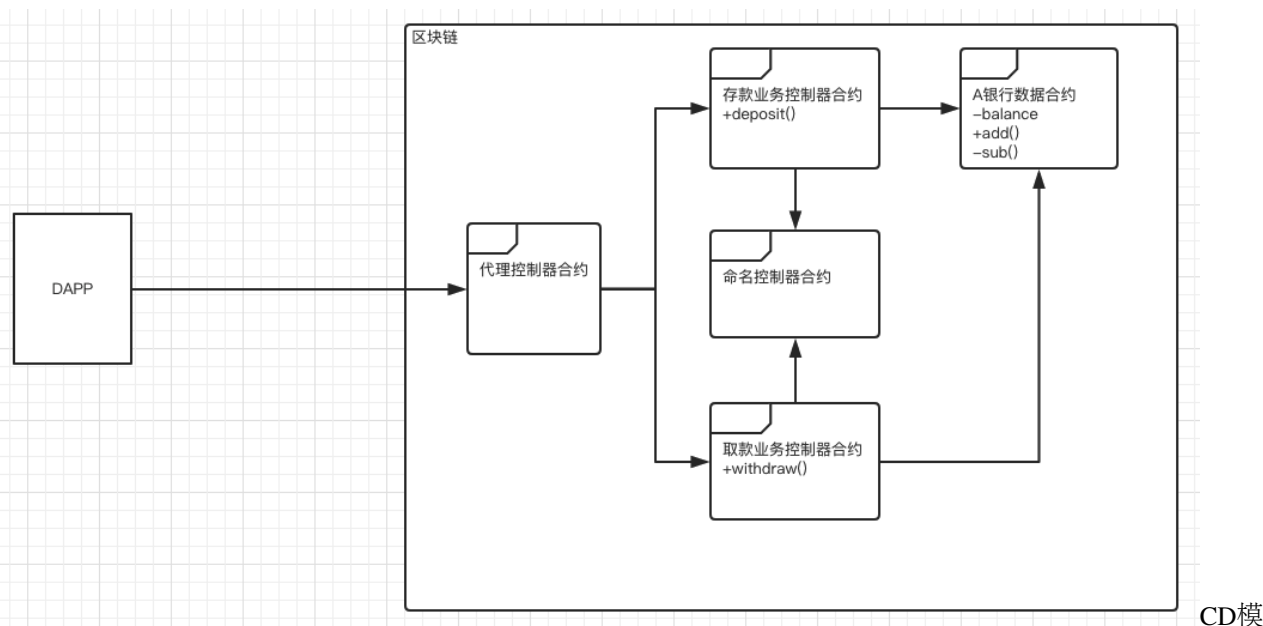 区块链
存款业务控制器合约
+deposit()
A银行数据合约
-balance
+add()
-sub()
DAPP
代理控制器合约
命名控制器合约
取款业务控制器合约
+withdraw()
CD模